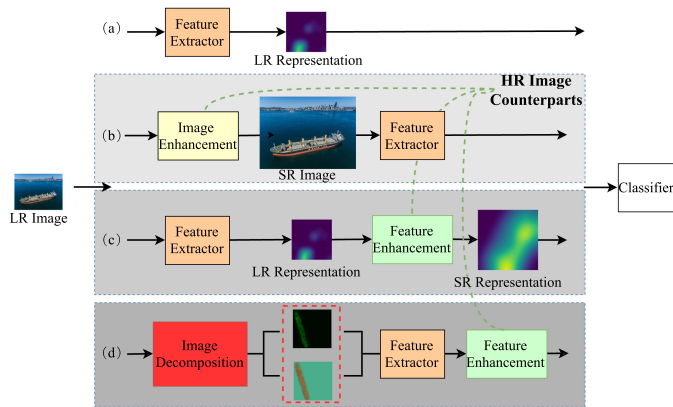 (a)
Feature
Extractor
LR Representation
HR Image
Counterparts
(b)
Image
Enhancement
SR Image
Feature
Extractor
LR Image
Classifier
(c)
Feature
Extractor
LR Representation
Feature
Enhancement
SR Representation
(d)
Image
Decomposition
Feature
Extractor
Feature
Enhancement